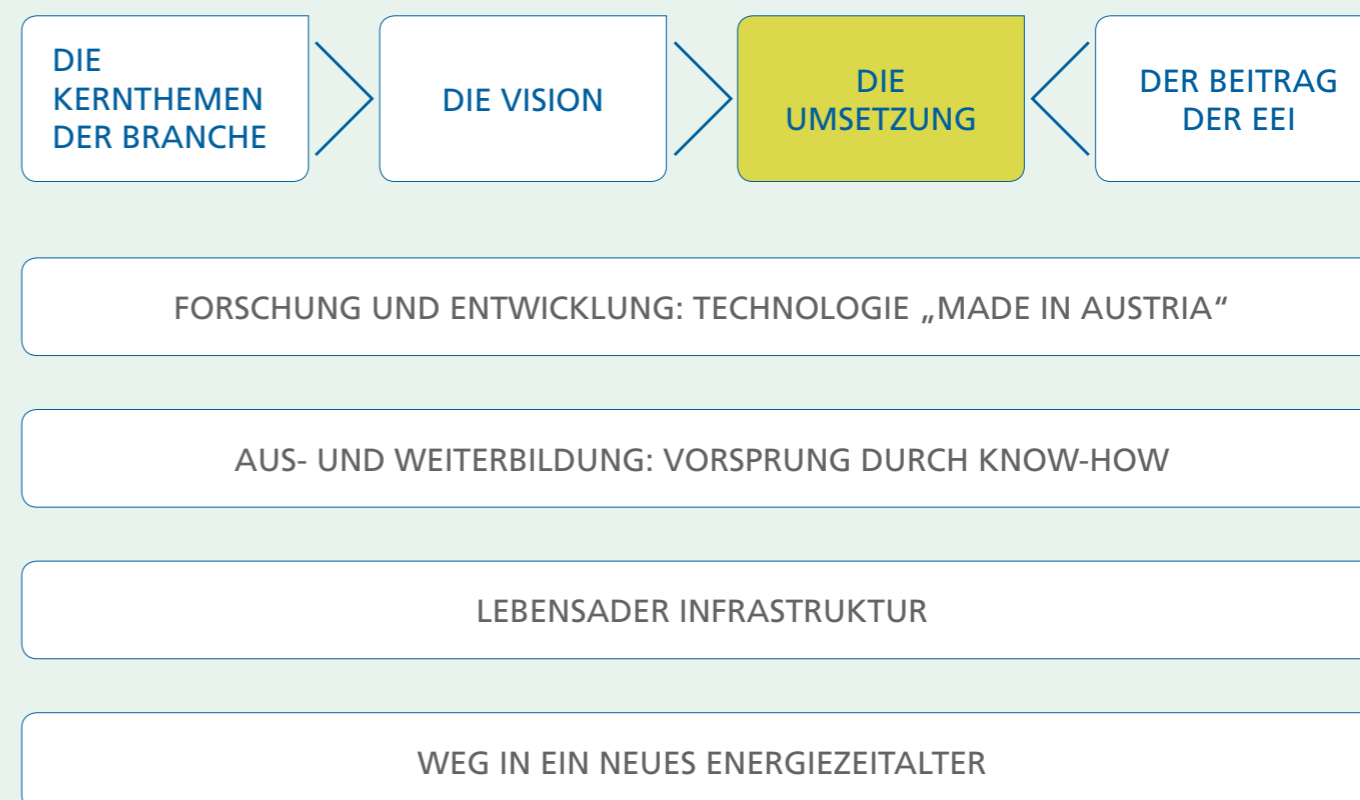 DIE
KERNTHEMEN
DER BRANCHE
DIE VISION
DIE
UMSETZUNG
DER BEITRAG
DER EEI
FORSCHUNG UND ENTWICKLUNG: TECHNOLOGIE „MADE IN AUSTRIA“
AUS- UND WEITERBILDUNG: VORSPRUNG DURCH KNOW-HOW
LEBENSADER INFRASTRUKTUR
WEG IN EIN NEUES ENERGIEZEITALTER